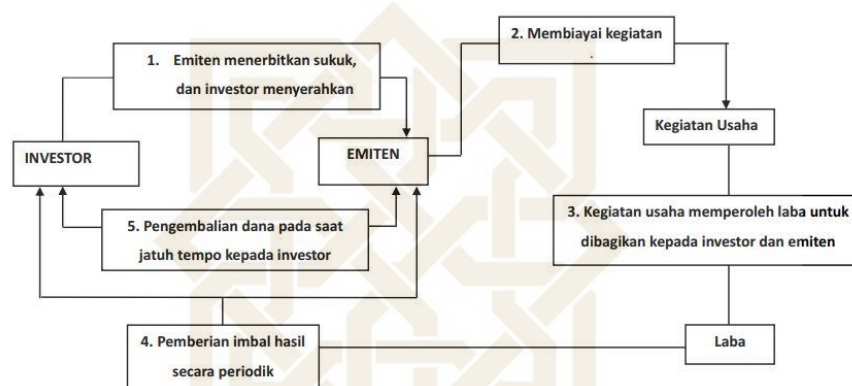 2. Membiayai kegiatan
.
1. Emiten menerbitkan sukuk,
dan investor menyerahkan
Kegiatan Usaha
INVESTOR
EMITEN
3. Kegiatan usaha memperoleh laba untuk
dibagikan kepada investor dan emiten
5. Pengembalian dana pada saat
jatuh tempo kepada investor
4. Pemberian imbal hasil
secara periodik
Laba